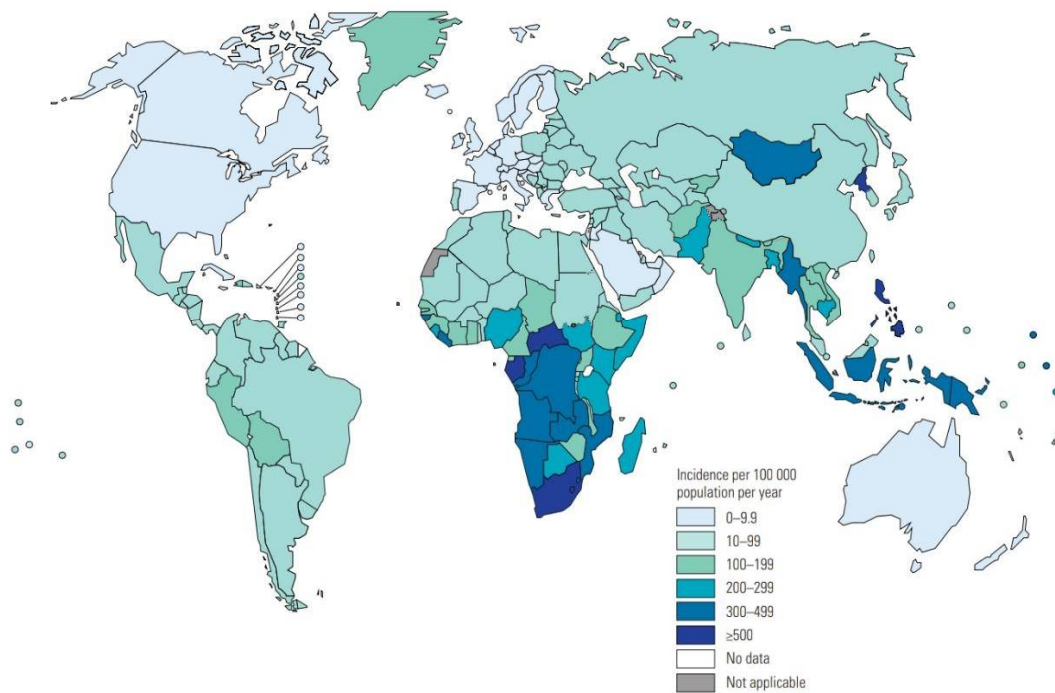 Incidence per 100 000
population per year
0–9.9
10–99
100–199
200–299
300–499
≥500
No data
Not applicable